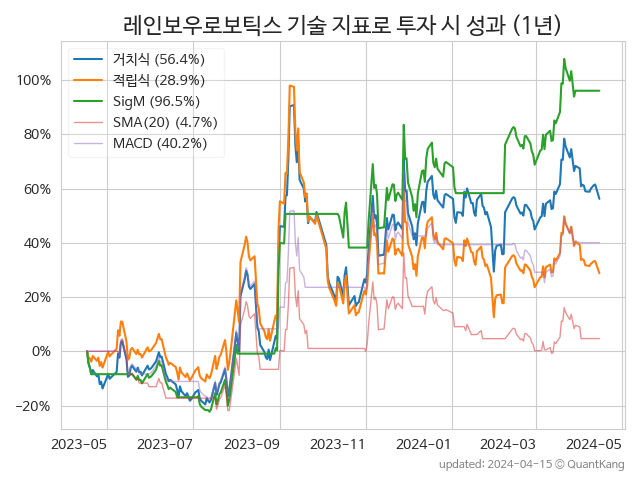 레인보우로보틱스 기술 지표로 투자 시 성과 (1년)
거치식 (56.4%)
적립식 (28.9%)
SigM (96.5%)
SMA(20) (4.7%)
MACD (40.2%)
100%
80%
60%
40%
20%
0%
−20%
2023-05 2023-07 2023-09 2023-11 2024-01 2024-03 2024-05
updated: 2024-04-15 © QuantKang